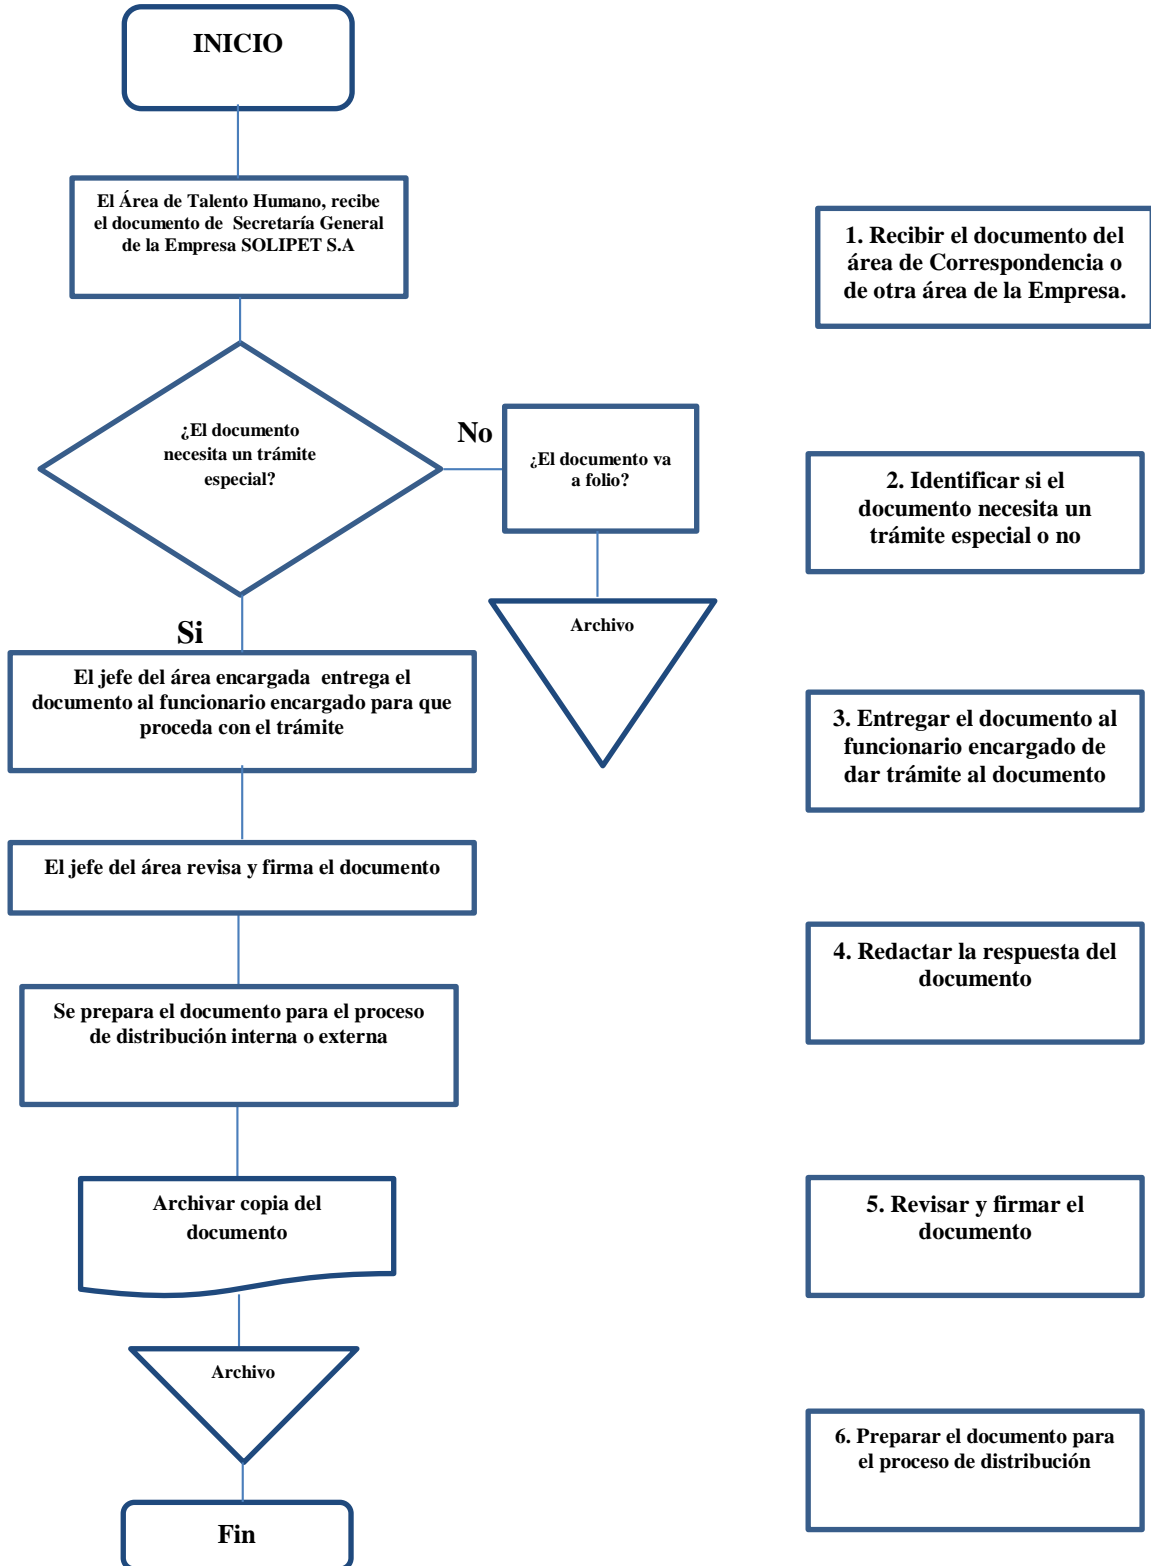 INICIO
El Área de Talento Humano, recibe
el documento de Secretaría General
de la Empresa SOLIPET S.A
¿El documento
necesita un trámite
especial?
No
¿El documento va
a folio?
Archivo
Si
El jefe del área encargada entrega el
documento al funcionario encargado para que
proceda con el trámite
El jefe del área revisa y firma el documento
Se prepara el documento para el proceso
de distribución interna o externa
Archivar copia del
documento
Archivo
Fin
1. Recibir el documento del
área de Correspondencia o
de otra área de la Empresa.
2. Identificar si el
documento necesita un
trámite especial o no
3. Entregar el documento al
funcionario encargado de
dar trámite al documento
4. Redactar la respuesta del
documento
5. Revisar y firmar el
documento
6. Preparar el documento para
el proceso de distribución